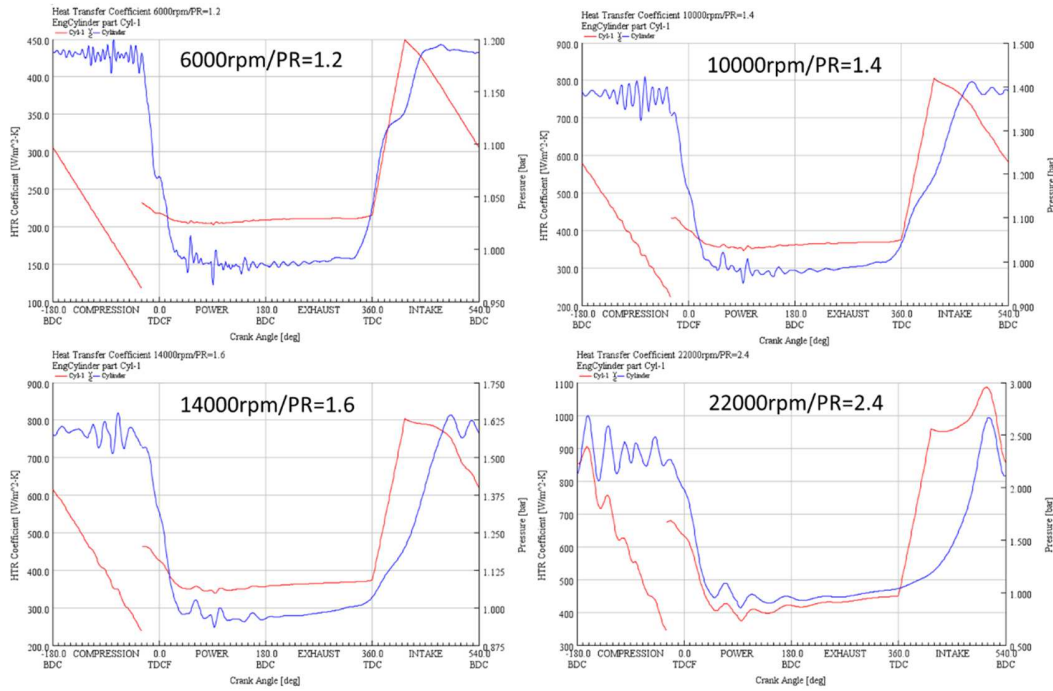 Heat Transfer Coefficient 6000rpm/PR=1.2
EngCylinder part Cyl-1
Cyl-1 Cylinder
6000rpm/PR=1.2
450.0
400.0
350.0
300.0
250.0
200.0
150.0
100.0
HTR Coefficient [W/m^2-K]
1.200
1.150
1.100
1.050
1.000
0.950
Pressure [bar]
-180.0 COMPRESSION 0.0 POWER 180.0 EXHAUST 360.0 INTAKE 540.0
BDC TDCF BDC TDC BDC
Crank Angle [deg]
Heat Transfer Coefficient 10000rpm/PR=1.4
EngCylinder part Cyl-1
Cyl-1 Cylinder
10000rpm/PR=1.4
900.0
800.0
700.0
600.0
500.0
400.0
300.0
200.0
HTR Coefficient [W/m^2-K]
1.500
1.400
1.300
1.200
1.100
1.000
0.900
Pressure [bar]
-180.0 COMPRESSION 0.0 POWER 180.0 EXHAUST 360.0 INTAKE 540.0
BDC TDCF BDC TDC BDC
Crank Angle [deg]
Heat Transfer Coefficient 14000rpm/PR=1.6
EngCylinder part Cyl-1
Cyl-1 Cylinder
14000rpm/PR=1.6
900.0
800.0
700.0
600.0
500.0
400.0
300.0
200.0
HTR Coefficient [W/m^2-K]
1.750
1.625
1.500
1.375
1.250
1.125
1.000
0.875
Pressure [bar]
-180.0 COMPRESSION 0.0 POWER 180.0 EXHAUST 360.0 INTAKE 540.0
BDC TDCF BDC TDC BDC
Crank Angle [deg]
Heat Transfer Coefficient 22000rpm/PR=2.4
EngCylinder part Cyl-1
Cyl-1 Cylinder
22000rpm/PR=2.4
1100
1000
900
800
700
600
500
400
300
HTR Coefficient [W/m^2-K]
3.000
2.500
2.000
1.500
1.000
0.500
Pressure [bar]
-180.0 COMPRESSION 0.0 POWER 180.0 EXHAUST 360.0 INTAKE 540.0
BDC TDCF BDC TDC BDC
Crank Angle [deg]